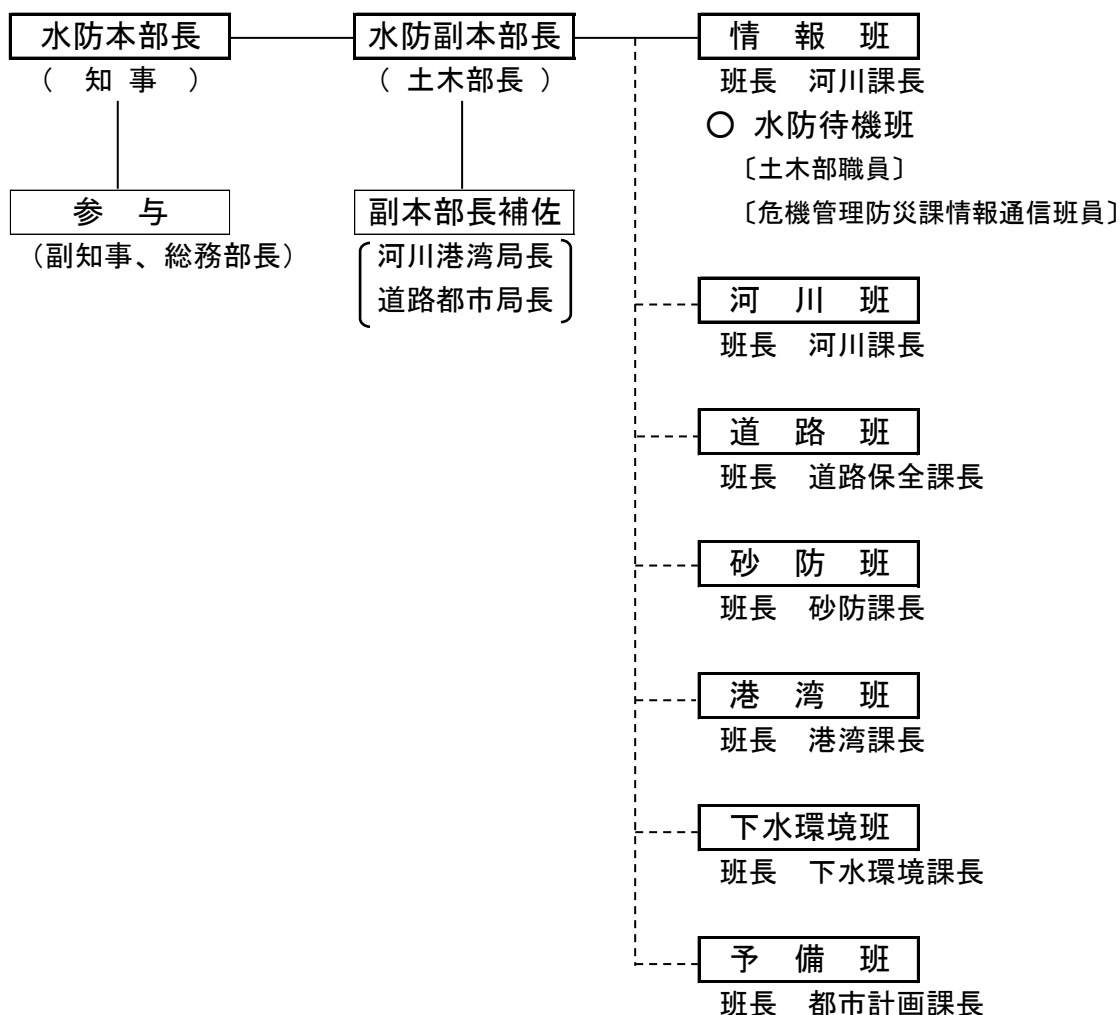 水防本部長
（ 知 事 ）
参 与
（副知事、総務部長）
水防副本部長
（ 土木部長 ）
副本部長補佐
河川港湾局長
道路都市局長
情 報 班
班長 河川課長
○ 水防待機班
〔土木部職員〕
〔危機管理防災課情報通信班員〕
河 川 班
班長 河川課長
道 路 班
班長 道路保全課長
砂 防 班
班長 砂防課長
港 湾 班
班長 港湾課長
下水環境班
班長 下水環境課長
予 備 班
班長 都市計画課長